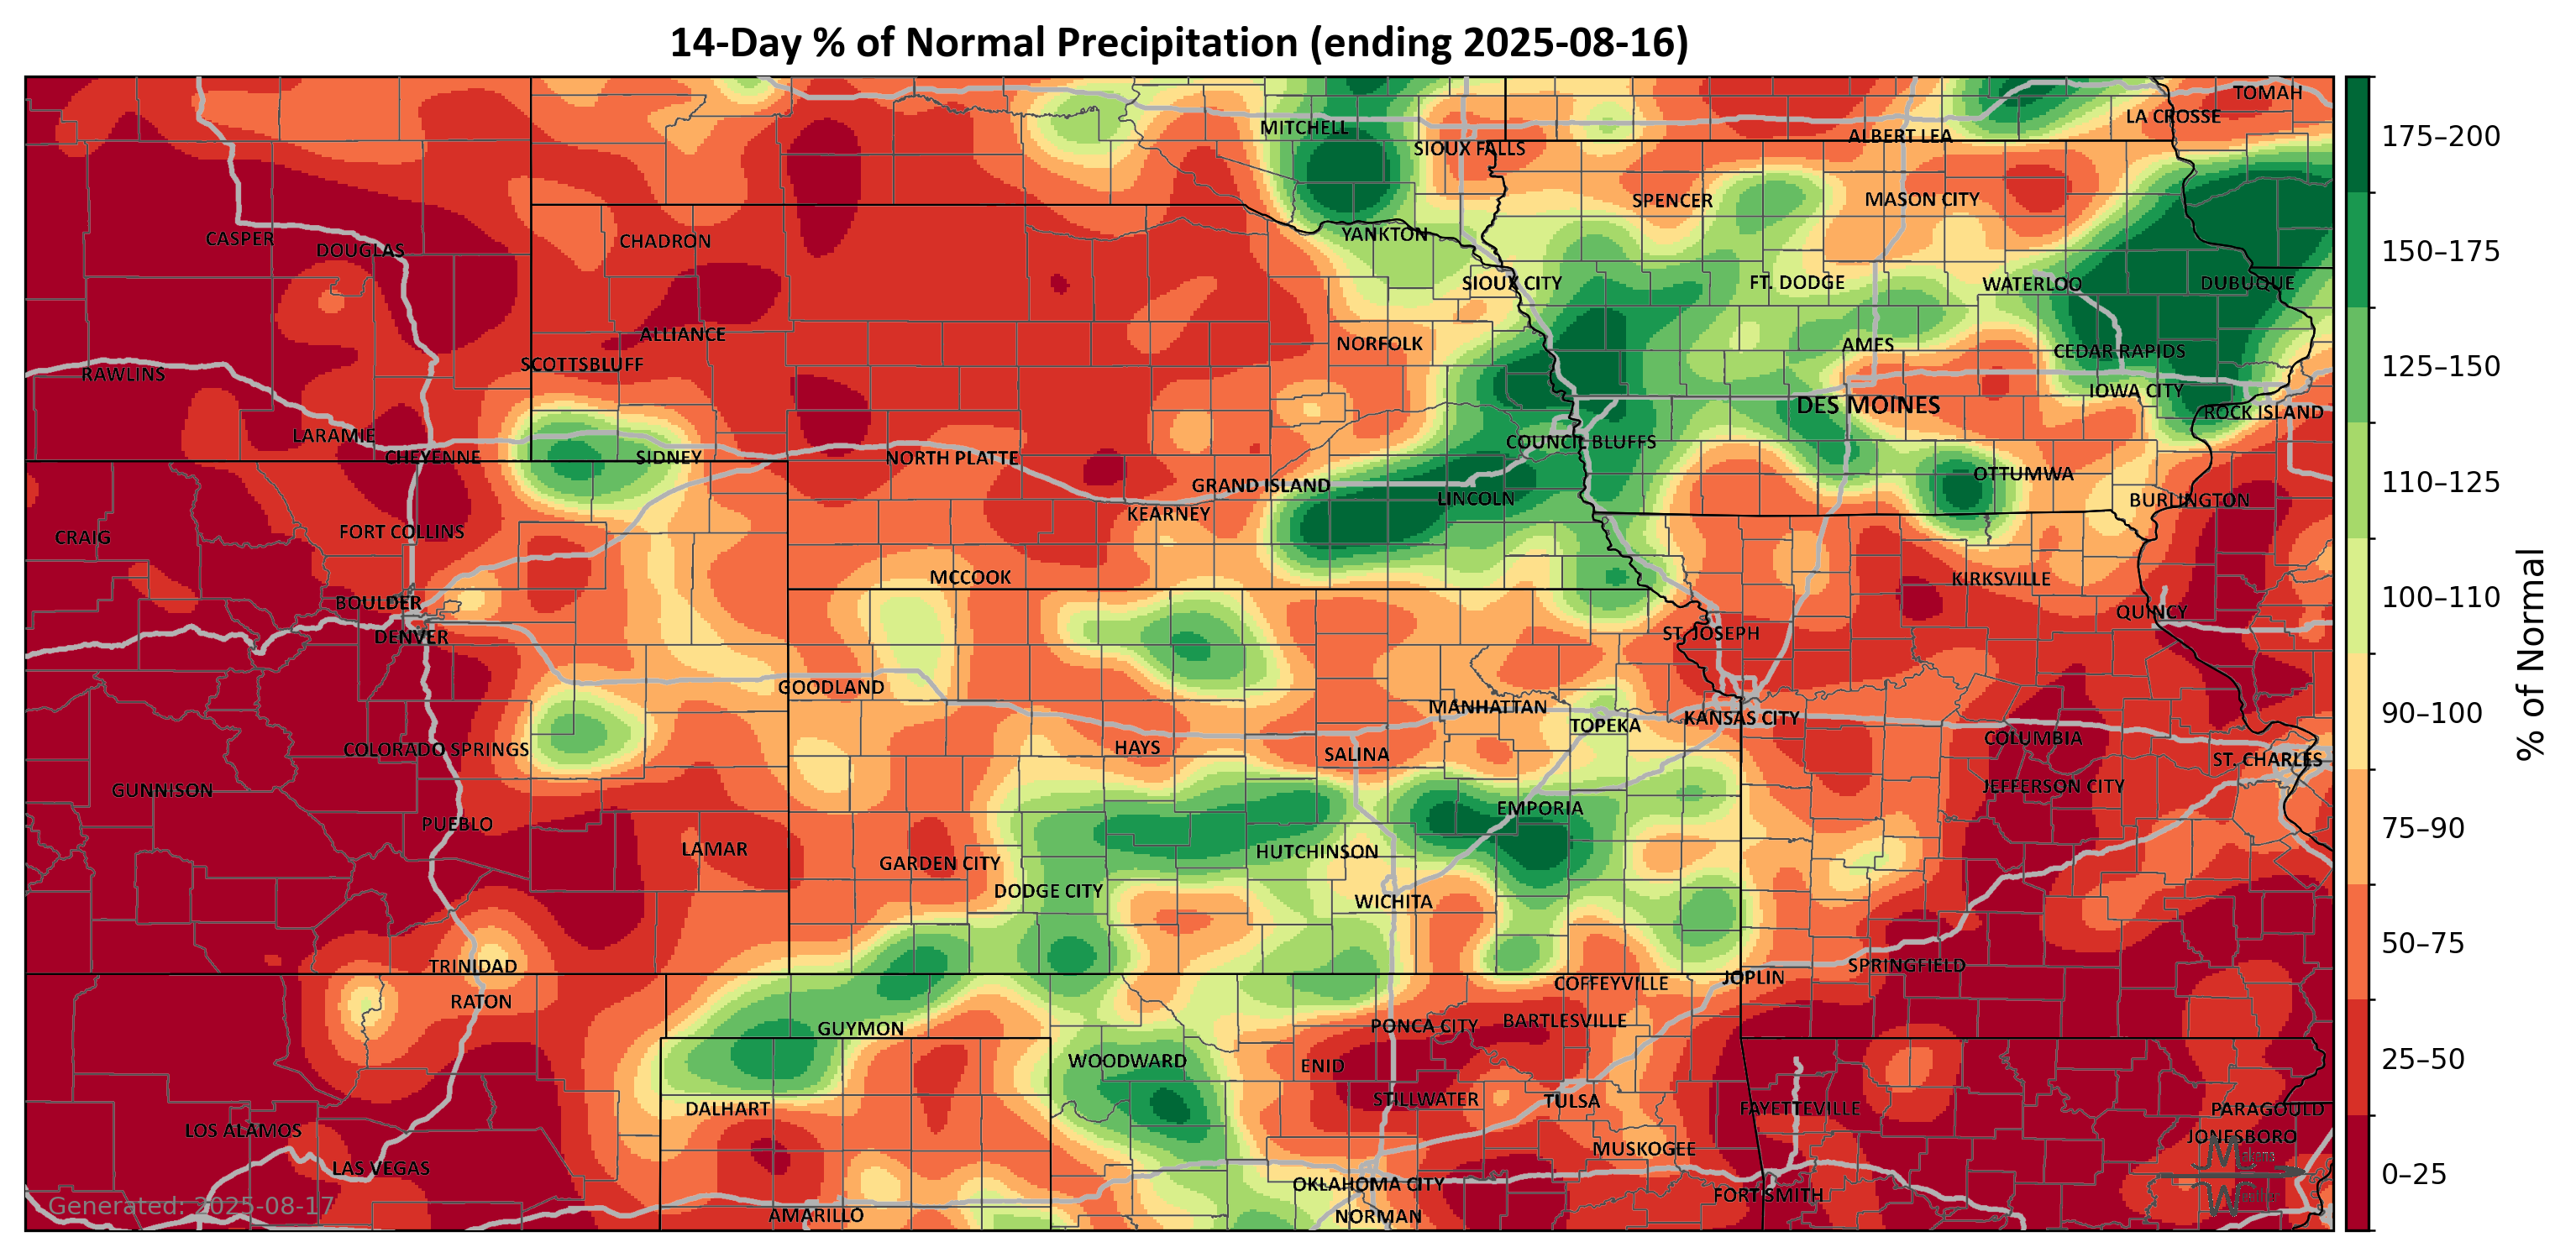 14-Day % of Normal Precipitation (ending 2025-08-16)
TOMAH
LA CROSSE
MITCHELL
ALBERT LEA
SIOUX FALLS
SPENCER
MASON CITY
CASPER
DOUGLAS
CHADRON
YANKTON
SIOUX CITY
FT. DODGE
WATERLOO
DUBUQUE
ALLIANCE
NORFOLK
AMES
CEDAR RAPIDS
SCOTTSBLUFF
RAWLINS
IOWA CITY
DES MOINES
ROCK ISLAND
LARAMIE
COUNCIL BLUFFS
CHEYENNE
SIDNEY
NORTH PLATTE
OTTUMWA
GRAND ISLAND
LINCOLN
BURLINGTON
KEARNEY
FORT COLLINS
CRAIG
MCCOOK
KIRKSVILLE
BOULDER
QUINCY
DENVER
ST. JOSEPH
GOODLAND
MANHATTAN
TOPEKA
KANSAS CITY
COLUMBIA
COLORADO SPRINGS
HAYS
SALINA
ST. CHARLES
GUNNISON
JEFFERSON CITY
EMPORIA
PUEBLO
LAMAR
GARDEN CITY
HUTCHINSON
DODGE CITY
WICHITA
TRINIDAD
SPRINGFIELD
COFFEYVILLE
JOPLIN
RATON
GUYMON
PONCA CITY
BARTLESVILLE
WOODWARD
ENID
STILLWATER
TULSA
DALHART
FAYETTEVILLE
PARAGOULD
LOS ALAMOS
JONESBORO
MUSKOGEE
LAS VEGAS
OKLAHOMA CITY
FORT SMITH
AMARILLO
NORMAN
Generated: 2025-08-17
175–200
150–175
125–150
110–125
100–110
90–100
75–90
50–75
25–50
0–25
% of Normal